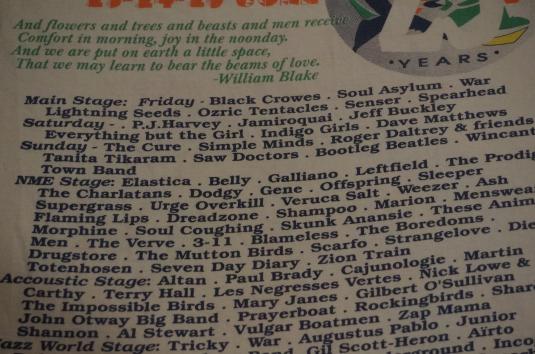 And flowers and trees and beasts and men receive
Comfort in morning, joy in the noonday.
And we are put on earth a little space,
That we may learn to bear the beams of love.
-William Blake
· YEARS ·
Main Stage: Friday - Black Crowes . Soul Asylum . War
Lightning Seeds . Ozric Tentacles . Senser . Spearhead
Saturday - . P.J.Harvey . Jamiroquai . Jeff Buckley
Everything but the Girl . Indigo Girls . Dave Matthews
Sunday - The Cure . Simple Minds . Roger Daltrey & friends
Tanita Tikaram . Saw Doctors . Bootleg Beatles . Wincant
Town Band
NME Stage: Elastica . Belly . Galliano . Leftfield . The Prodig
The Charlatans . Dodgy . Gene . Offspring . Sleeper
Supergrass . Urge Overkill . Veruca Salt . Weezer . Ash
Flaming Lips . Dreadzone . Shampoo . Marion . Menswea
Morphine . Soul Coughing . Skunk Anansie . These Anim
Men . The Verve . 3-11 . Blameless . The Boredoms .
Drugstore . The Mutton Birds . Scarfo . Strangelove . Die
Totenhosen . Seven Day Diary . Zion Train
Accoustic Stage: Altan . Paul Brady . Cajunologie . Martin
Carthy . Terry Hall . Les Negresses Vertes . Nick Lowe &
The Impossible Birds . Mary Janes . Gilbert O'Sullivan
John Otway Big Band . Prayerboat . Rockingbirds . Shar
Shannon . Al Stewart . Vulgar Boatmen . Zap Mama
Jazz World Stage: Tricky . War . Augustus Pablo . Junior
Band . Gil Scott-Heron . Aïrto